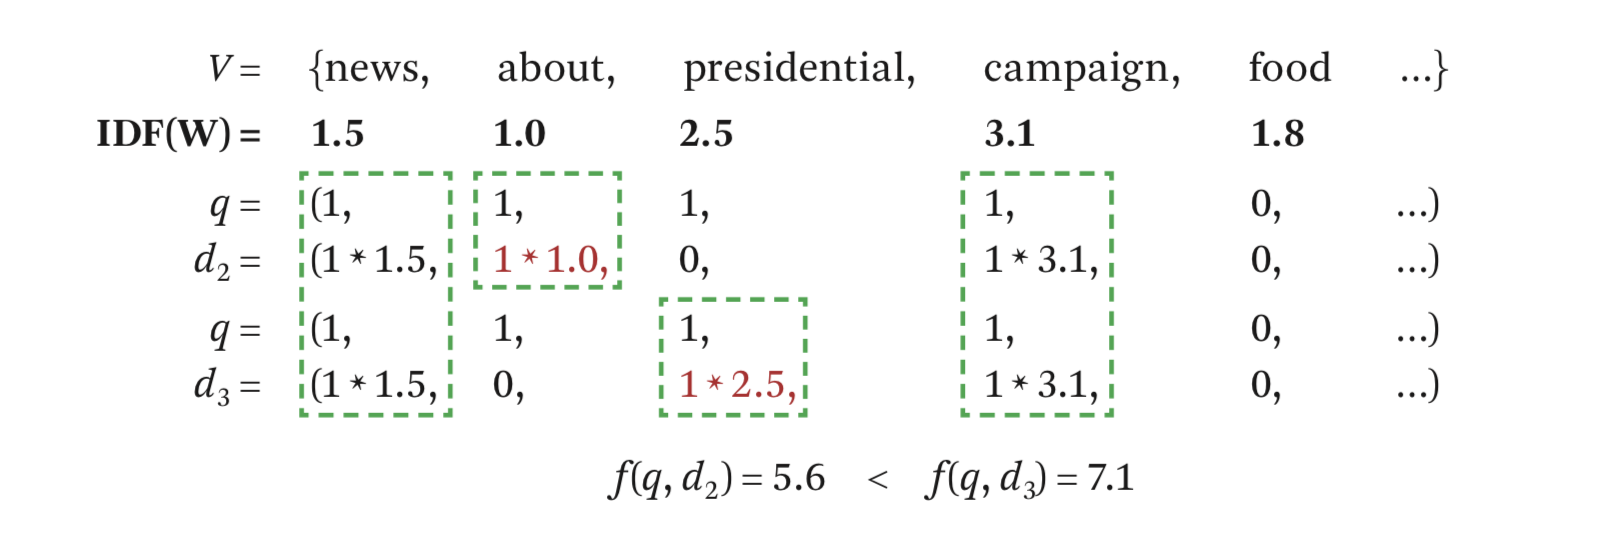 V = {news, about, presidential, campaign, food ...}
IDF(W) = 1.5 1.0 2.5 3.1 1.8
q = (1, 1, 1, 1, 0, ...)
d₂ = (1 * 1.5, 1 * 1.0, 0, 1 * 3.1, 0, ...)
q = (1, 1, 1, 1, 0, ...)
d₃ = (1 * 1.5, 0, 1 * 2.5, 1 * 3.1, 0, ...)
f(q, d₂) = 5.6 < f(q, d₃) = 7.1